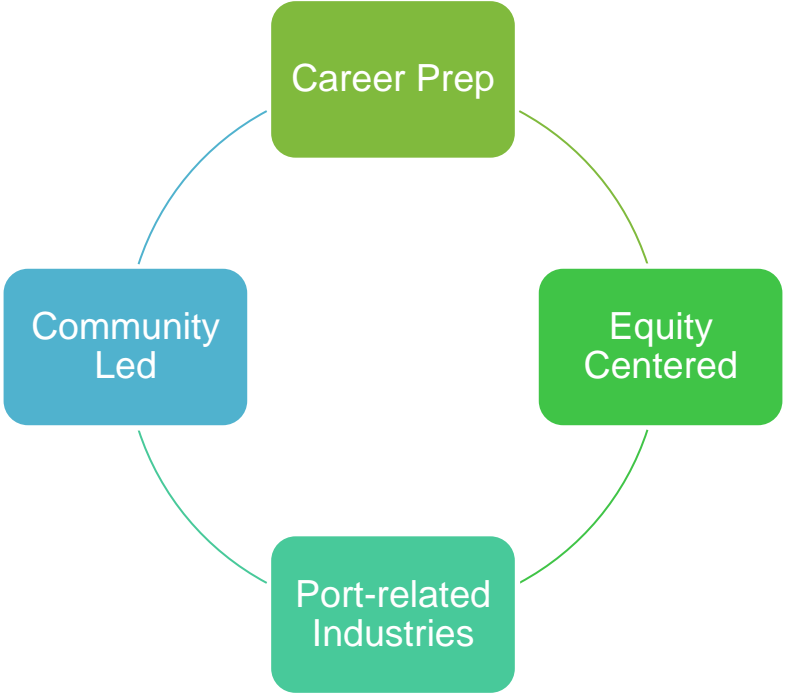 Career Prep
Community
Led
Equity
Centered
Port-related
Industries